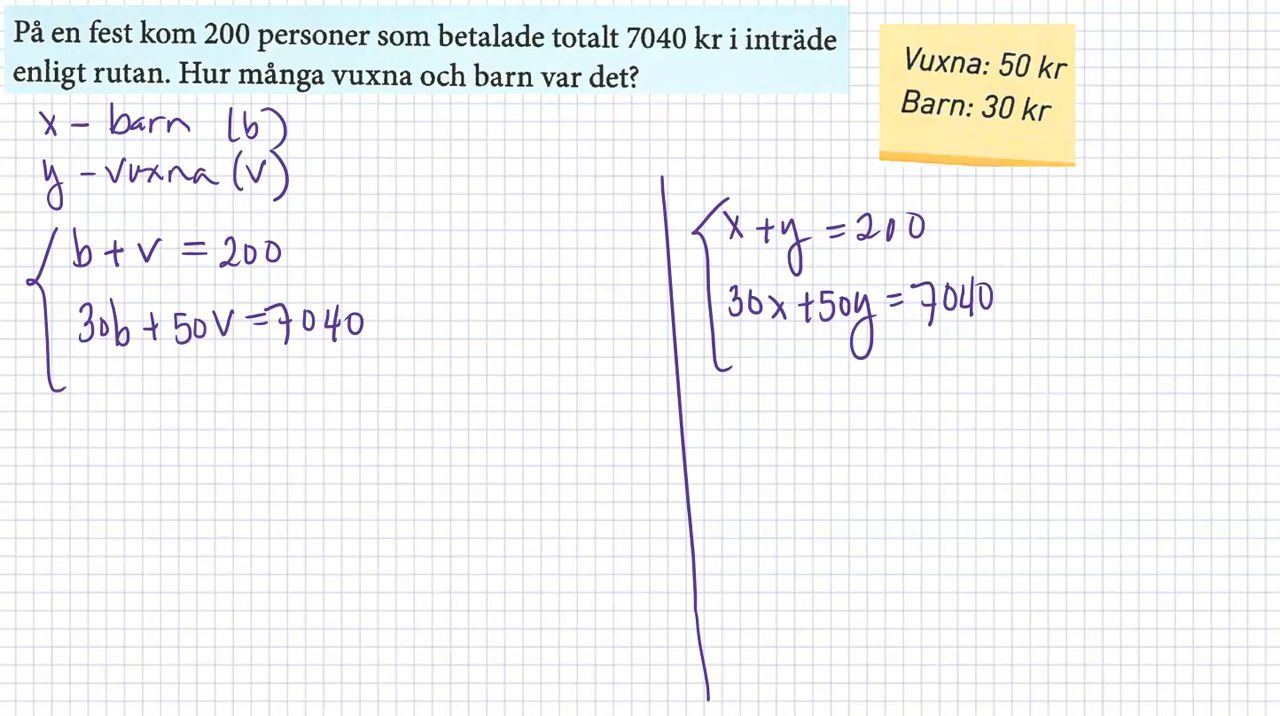 På en fest kom 200 personer som betalade totalt 7040 kr i inträde
enligt rutan. Hur många vuxna och barn var det?
Vuxna: 50 kr
Barn: 30 kr
x – barn (b)
y – vuxna (v)
b + v = 200
30b + 50v = 7040
x + y = 200
30x + 50y = 7040